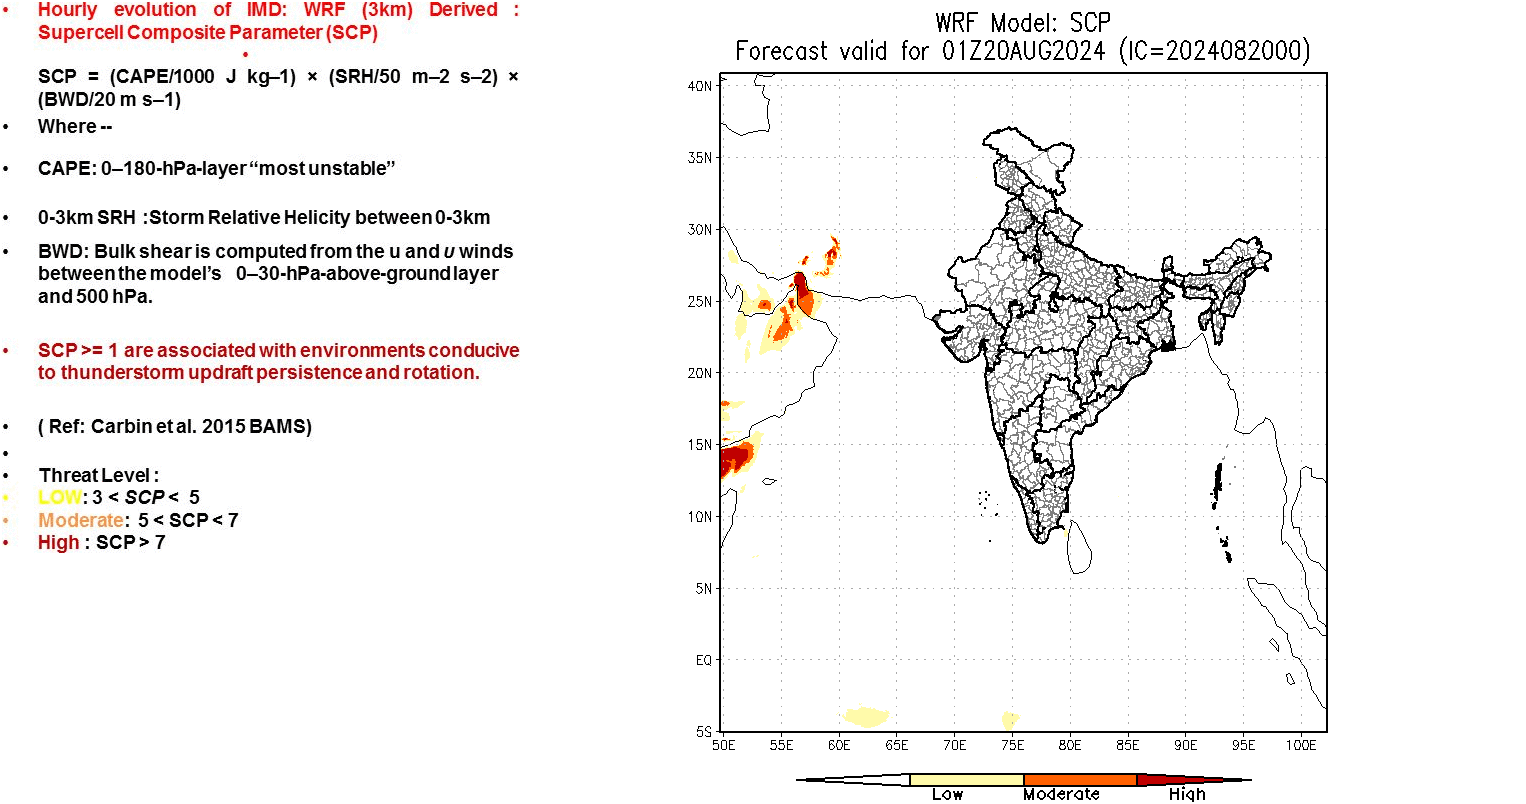 • Hourly evolution of IMD: WRF (3km) Derived :
Supercell Composite Parameter (SCP)
•
SCP = (CAPE/1000 J kg–1) × (SRH/50 m–2 s–2) ×
(BWD/20 m s–1)
• Where --
• CAPE: 0–180-hPa-layer “most unstable”
• 0-3km SRH :Storm Relative Helicity between 0-3km
• BWD: Bulk shear is computed from the u and υ winds
between the model’s 0–30-hPa-above-ground layer
and 500 hPa.
• SCP >= 1 are associated with environments conducive
to thunderstorm updraft persistence and rotation.
• ( Ref: Carbin et al. 2015 BAMS)
•
• Threat Level :
• LOW: 3 < SCP < 5
• Moderate: 5 < SCP < 7
• High : SCP > 7
WRF Model: SCP
Forecast valid for 01Z20AUG2024 (IC=2024082000)
40N
35N
30N
25N
20N
15N
10N
5N
EQ
5S
50E 55E 60E 65E 70E 75E 80E 85E 90E 95E 100E
Low Moderate High